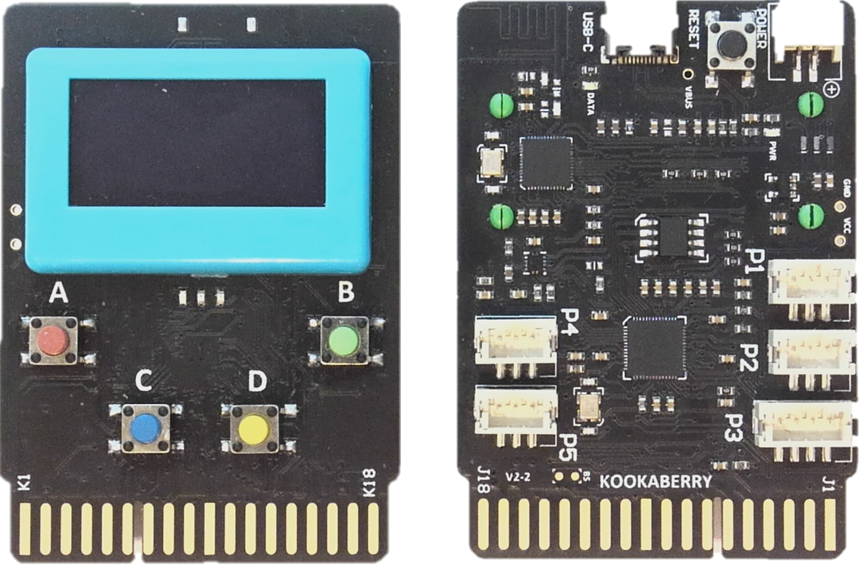 A
B
C
D
K1
K18
USB-C
RESET
POWER
DATA
VBUS
PWR
GND
VCC
P1
P4
P2
P3
P5
J18
V2-2
BS
KOOKABERRY
J1